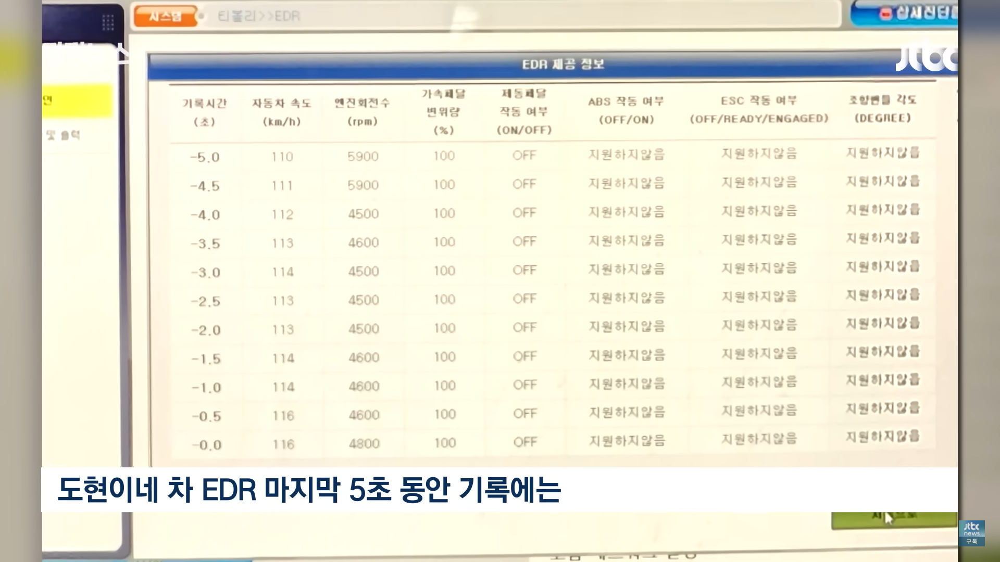 시스템
티볼리>>EDR
상세진단
jtbc
연
및 출력
EDR 제공 정보
기록시간 (초)
자동차 속도 (km/h)
엔진회전수 (rpm)
가속페달 변위량 (%)
제동페달 작동 여부 (ON/OFF)
ABS 작동 여부 (OFF/ON)
ESC 작동 여부 (OFF/READY/ENGAGED)
조향핸들 각도 (DEGREE)
-5.0 110 5900 100 OFF 지원하지않음 지원하지않음 지원하지않음
-4.5 111 5900 100 OFF 지원하지않음 지원하지않음 지원하지않음
-4.0 112 4500 100 OFF 지원하지않음 지원하지않음 지원하지않음
-3.5 113 4600 100 OFF 지원하지않음 지원하지않음 지원하지않음
-3.0 114 4500 100 OFF 지원하지않음 지원하지않음 지원하지않음
-2.5 113 4500 100 OFF 지원하지않음 지원하지않음 지원하지않음
-2.0 113 4500 100 OFF 지원하지않음 지원하지않음 지원하지않음
-1.5 114 4600 100 OFF 지원하지않음 지원하지않음 지원하지않음
-1.0 114 4600 100 OFF 지원하지않음 지원하지않음 지원하지않음
-0.5 116 4600 100 OFF 지원하지않음 지원하지않음 지원하지않음
-0.0 116 4800 100 OFF 지원하지않음 지원하지않음 지원하지않음
도현이네 차 EDR 마지막 5초 동안 기록에는
jtbc
news
구독